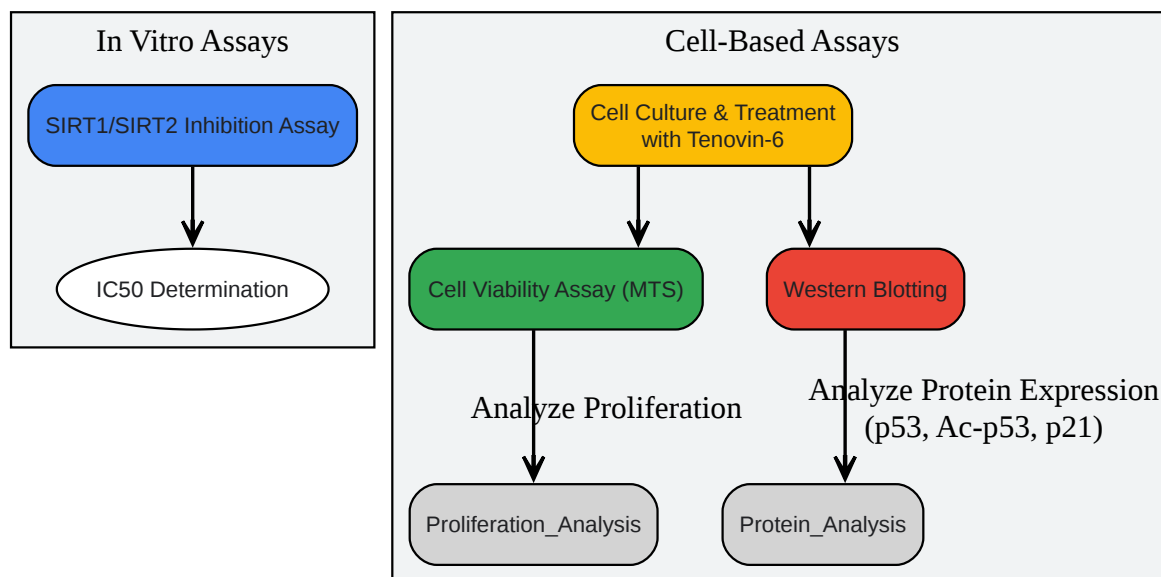 In Vitro Assays
SIRT1/SIRT2 Inhibition Assay
IC50 Determination
Cell-Based Assays
Cell Culture & Treatment
with Tenovin-6
Cell Viability Assay (MTS)
Western Blotting
Analyze Proliferation
Analyze Protein Expression
(p53, Ac-p53, p21)
Proliferation_Analysis
Protein_Analysis